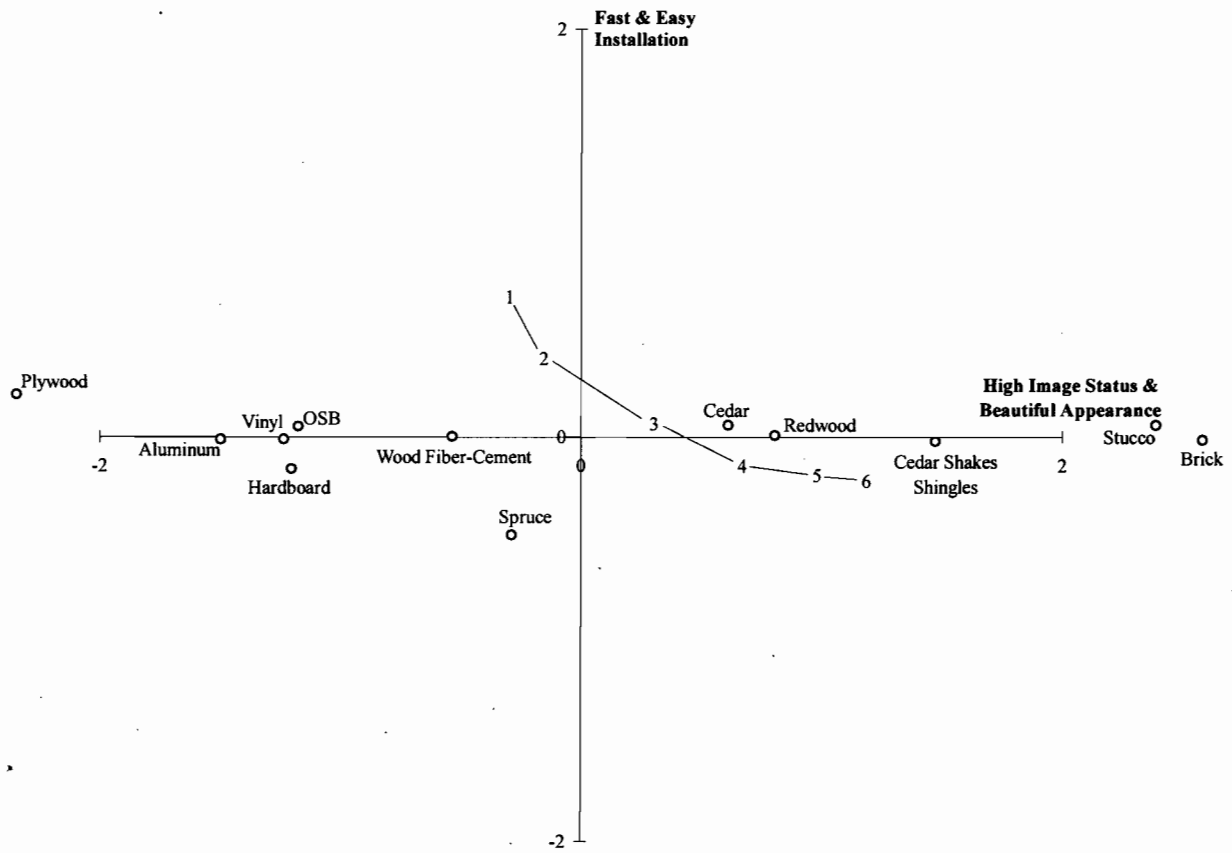 Fast & Easy
Installation
2
1
2
3
Plywood
High Image Status &
Beautiful Appearance
Cedar
Redwood
Stucco
Vinyl
OSB
Aluminum
Wood Fiber-Cement
Hardboard
-2
0
0
4
5
6
Cedar Shakes
Shingles
2
Brick
Spruce
-2